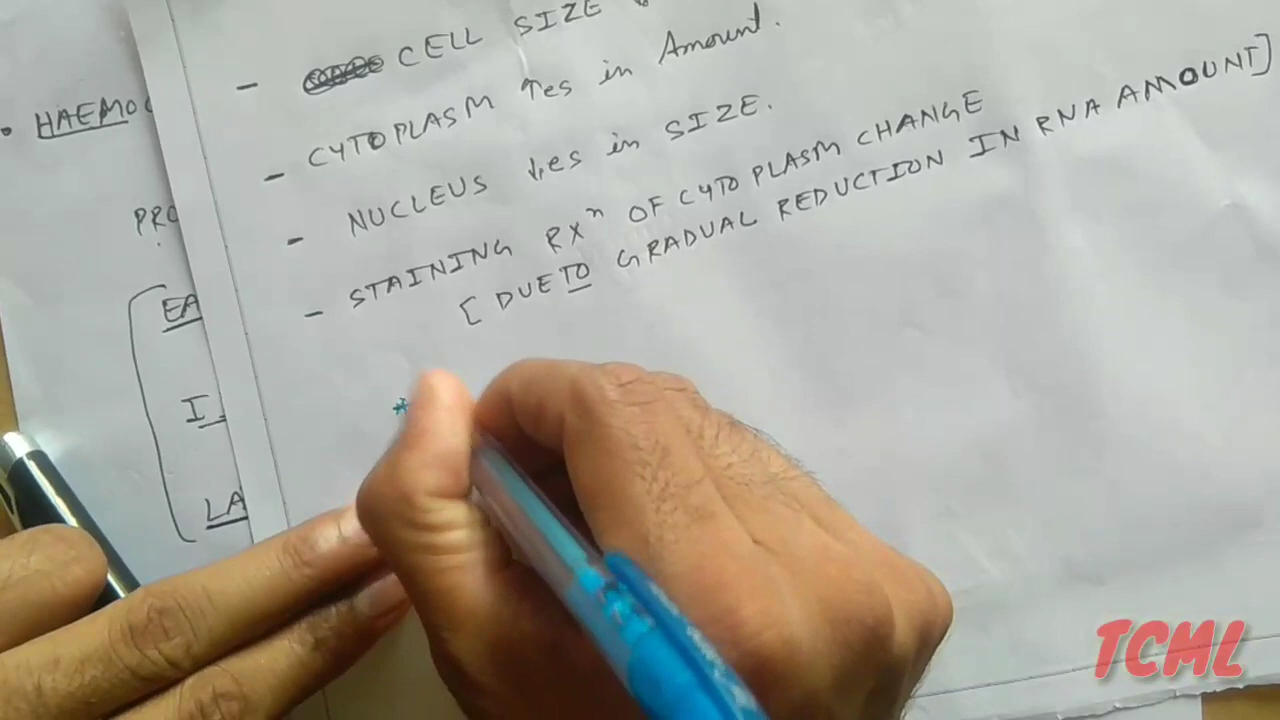 - CELL SIZE
- CYTOPLASM ↑es in Amount.
- NUCLEUS ↓es in SIZE.
- STAINING RXⁿ OF CYTOPLASM CHANGE
[DUE TO GRADUAL REDUCTION IN RNA AMOUNT]
*
• HAEMO
PRO
EA
I
LA
TCML